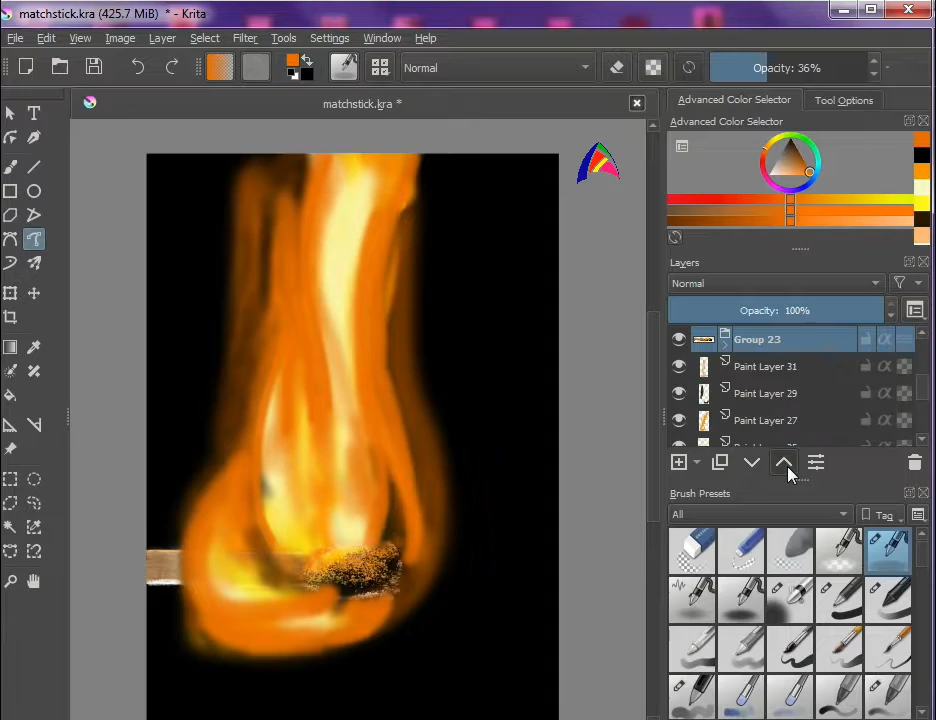 matchstick.kra (425.7 MiB) * - Krita
File Edit View Image Layer Select Filter Tools Settings Window Help
Normal
Opacity: 36%
matchstick.kra *
Advanced Color Selector
Tool Options
Advanced Color Selector
Layers
Normal
Opacity: 100%
Group 23
Paint Layer 31
Paint Layer 29
Paint Layer 27
Brush Presets
All
Tag